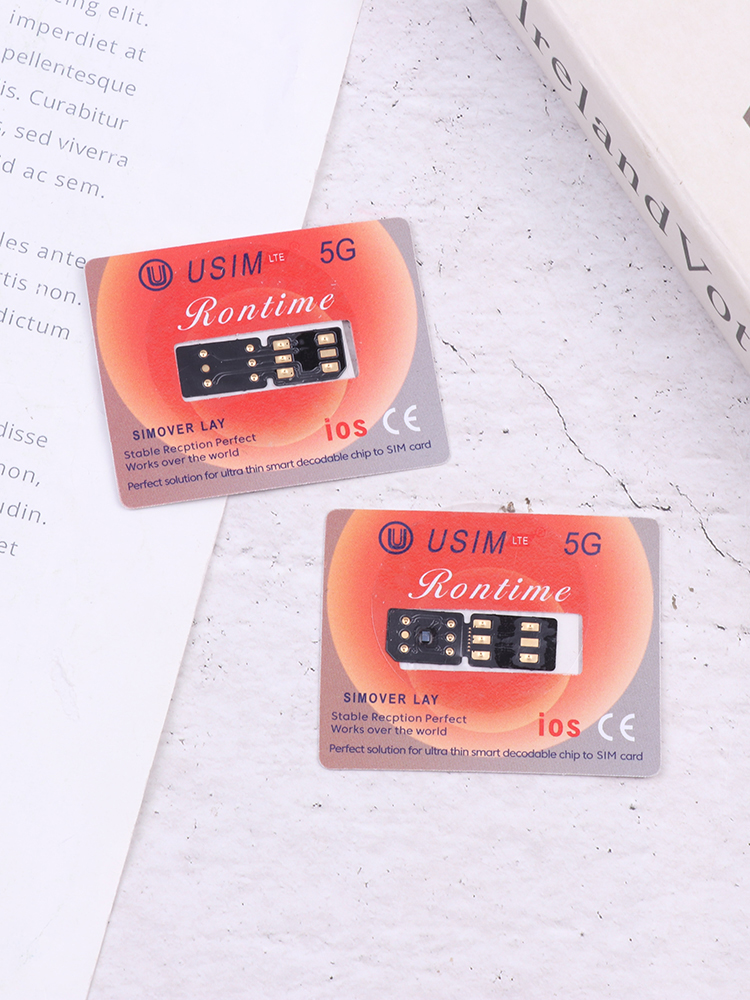 ing elit.
imperdiet at
pellentesque
is. Curabitur
s, sed viverra
id ac sem.
les ante
rtis non.
dictum
disse
non,
udin.
et
IrelandVot
U USIM LTE 5G
Rontime
SIMOVER LAY
Stable Recption Perfect
Works over the world
ios CE
Perfect solution for ultra thin smart decodable chip to SIM card
U USIM LTE 5G
Rontime
SIMOVER LAY
Stable Recption Perfect
Works over the world
ios CE
Perfect solution for ultra thin smart decodable chip to SIM card